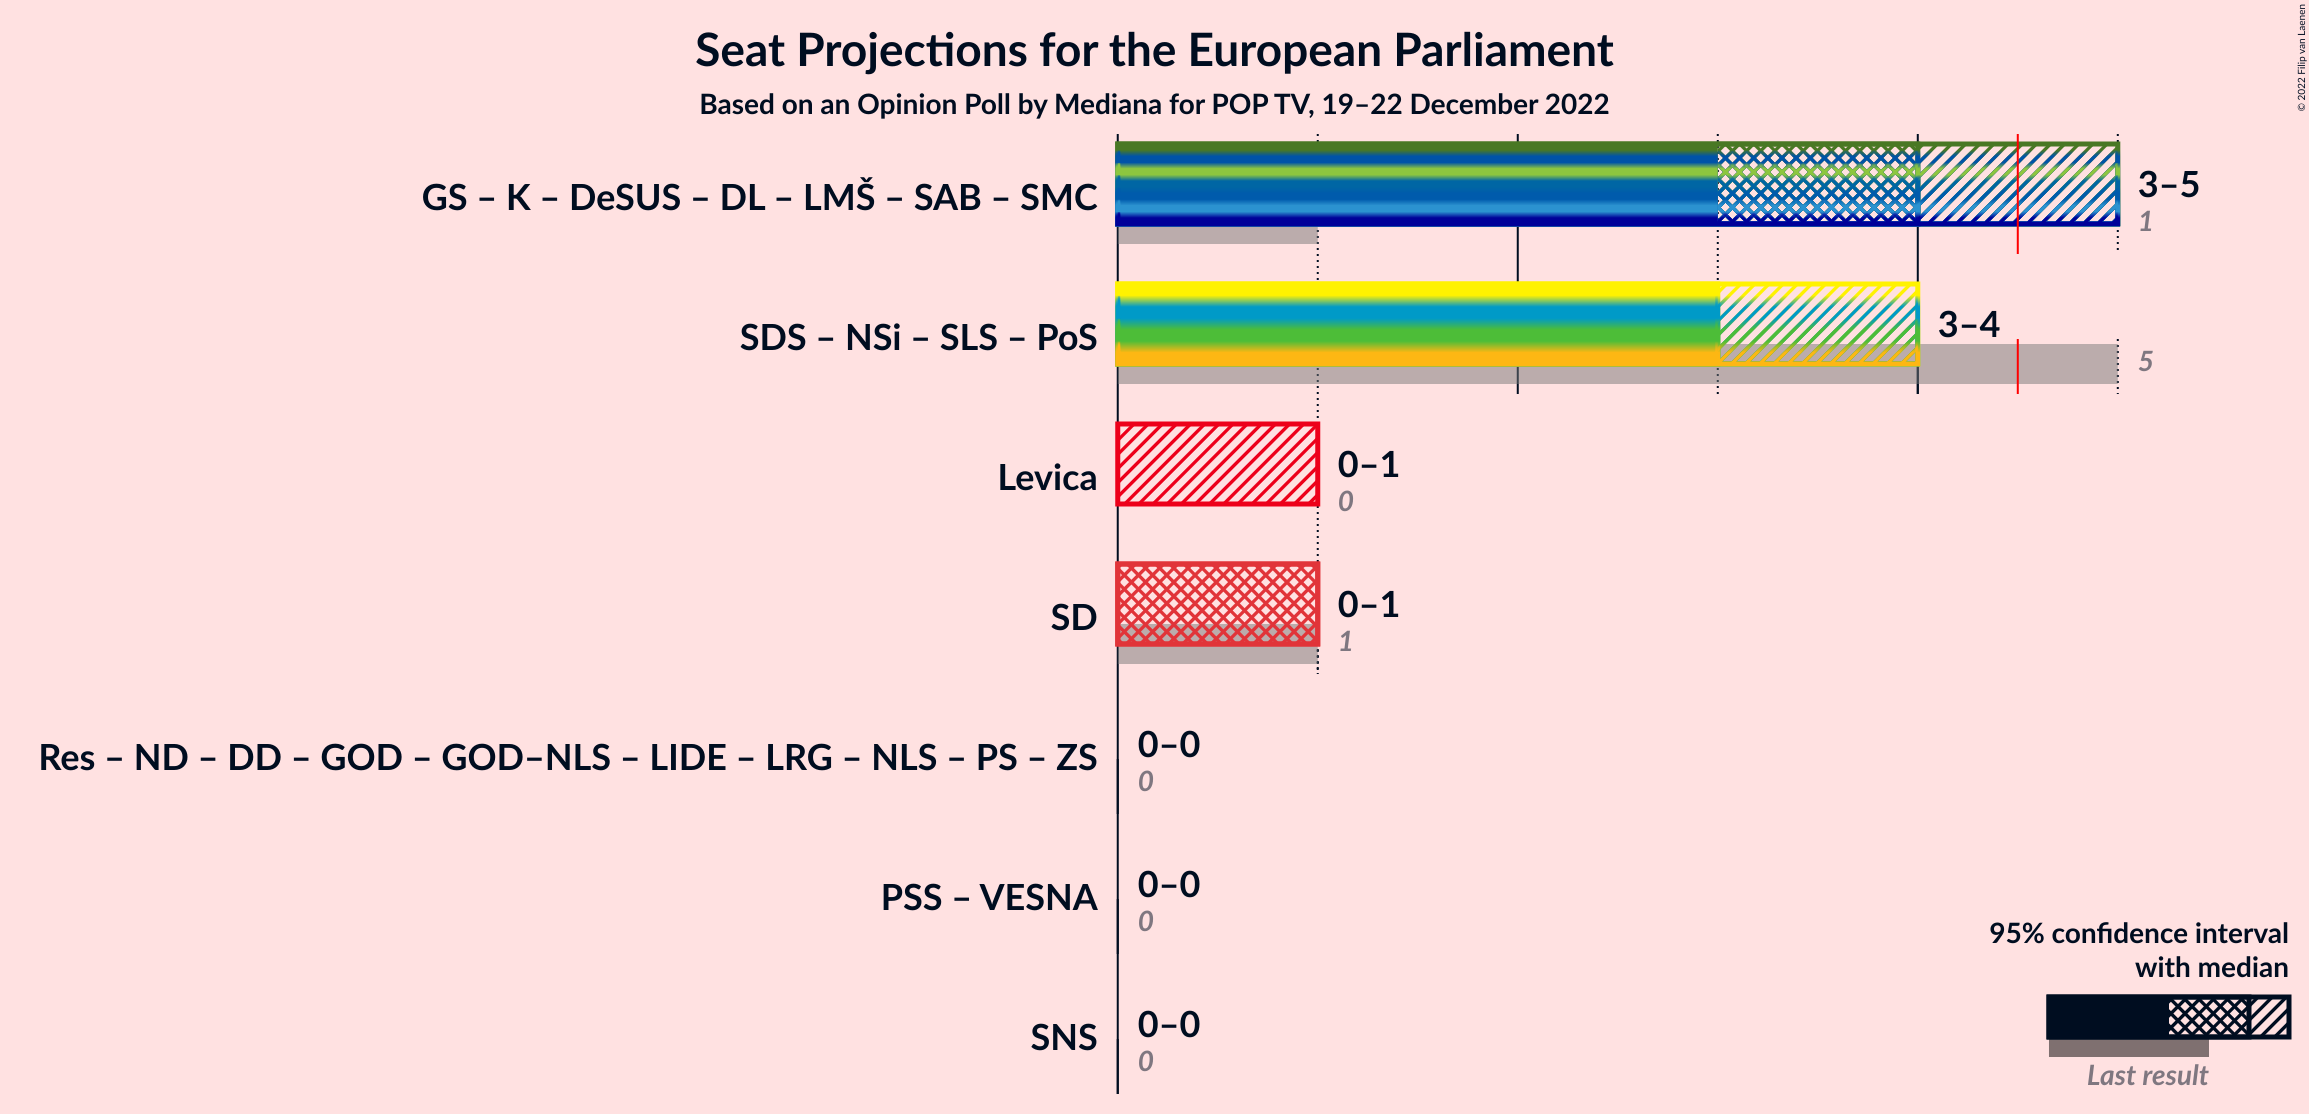 Seat Projections for the European Parliament
Based on an Opinion Poll by Mediana for POP TV, 19–22 December 2022
© 2022 Filip van Laenen
GS – K – DeSUS – DL – LMŠ – SAB – SMC
3–5
1
SDS – NSi – SLS – PoS
3–4
5
Levica
0–1
0
SD
0–1
1
Res – ND – DD – GOD – GOD–NLS – LIDE – LRG – NLS – PS – ZS
0–0
0
PSS – VESNA
0–0
0
SNS
0–0
0
95% confidence interval
with median
Last result